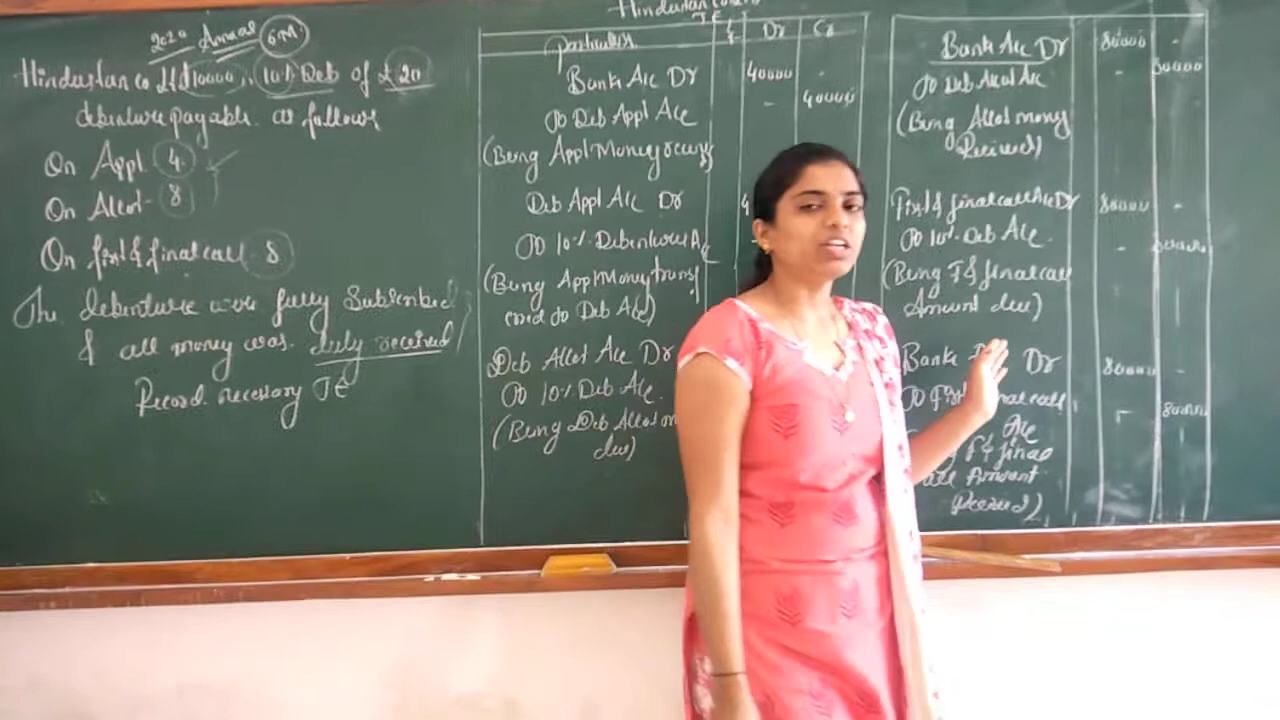 2020 Annual (6M)
Hindustan co Ltd 10000, 10% Deb of ₹20
debenture payable as follows
On Appl 4
On Allot- 8
On first & final call 8
The debenture were fully Subscribed
& all money was duly received
Record necessary JE
Particulars Dr Cr
Bank A/c Dr 40000 -
To Deb Appl A/c - 40000
(Being Appl Money
Deb Appl A/c Dr
To 10% Debenture A/c
(Being Appl Money trans
to Deb A/c)
Deb Allot A/c Dr
To 10% Deb A/c
(Being Deb Allot
due)
Bank A/c Dr 80000 -
To Deb Allot A/c - 80000
(Being Allot money
Received)
First & final call A/c Dr 80000 -
To 10% Deb A/c -
(Being F & final call
Amount due)
Bank Dr 80000 -
To - 80000
A/c
F & final
Amount
Received)